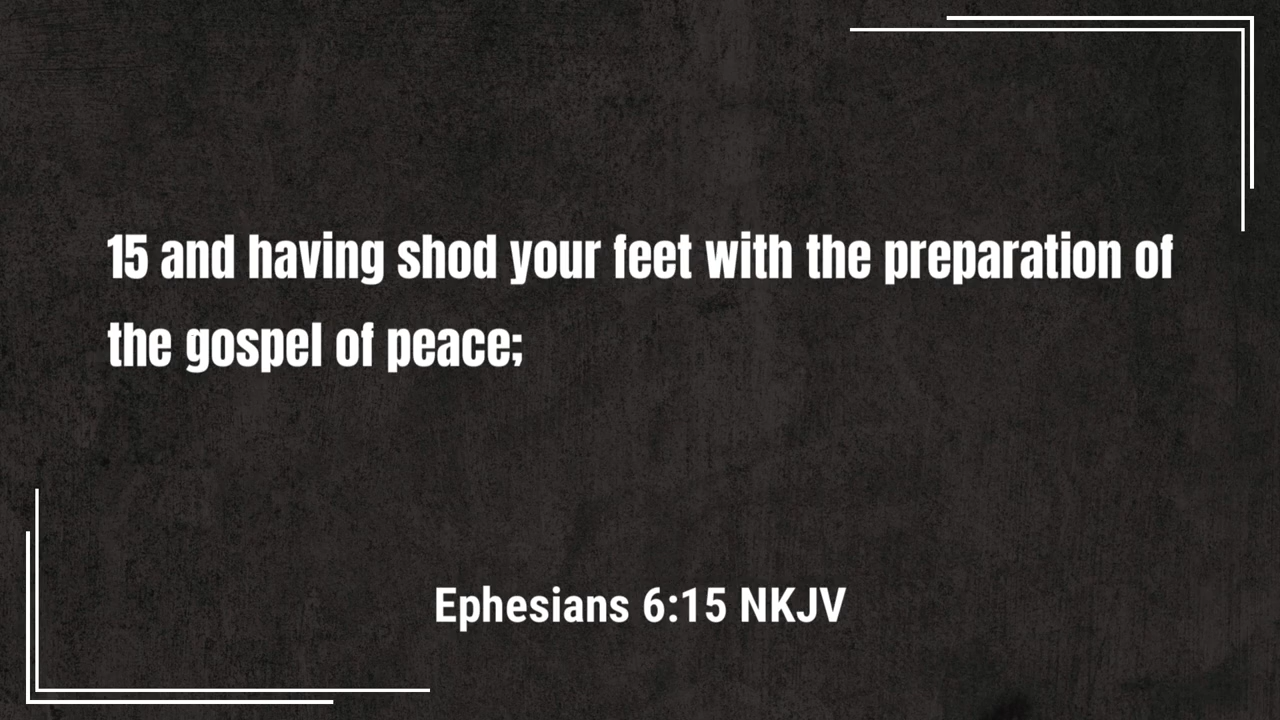 15 and having shod your feet with the preparation of
the gospel of peace;
Ephesians 6:15 NKJV